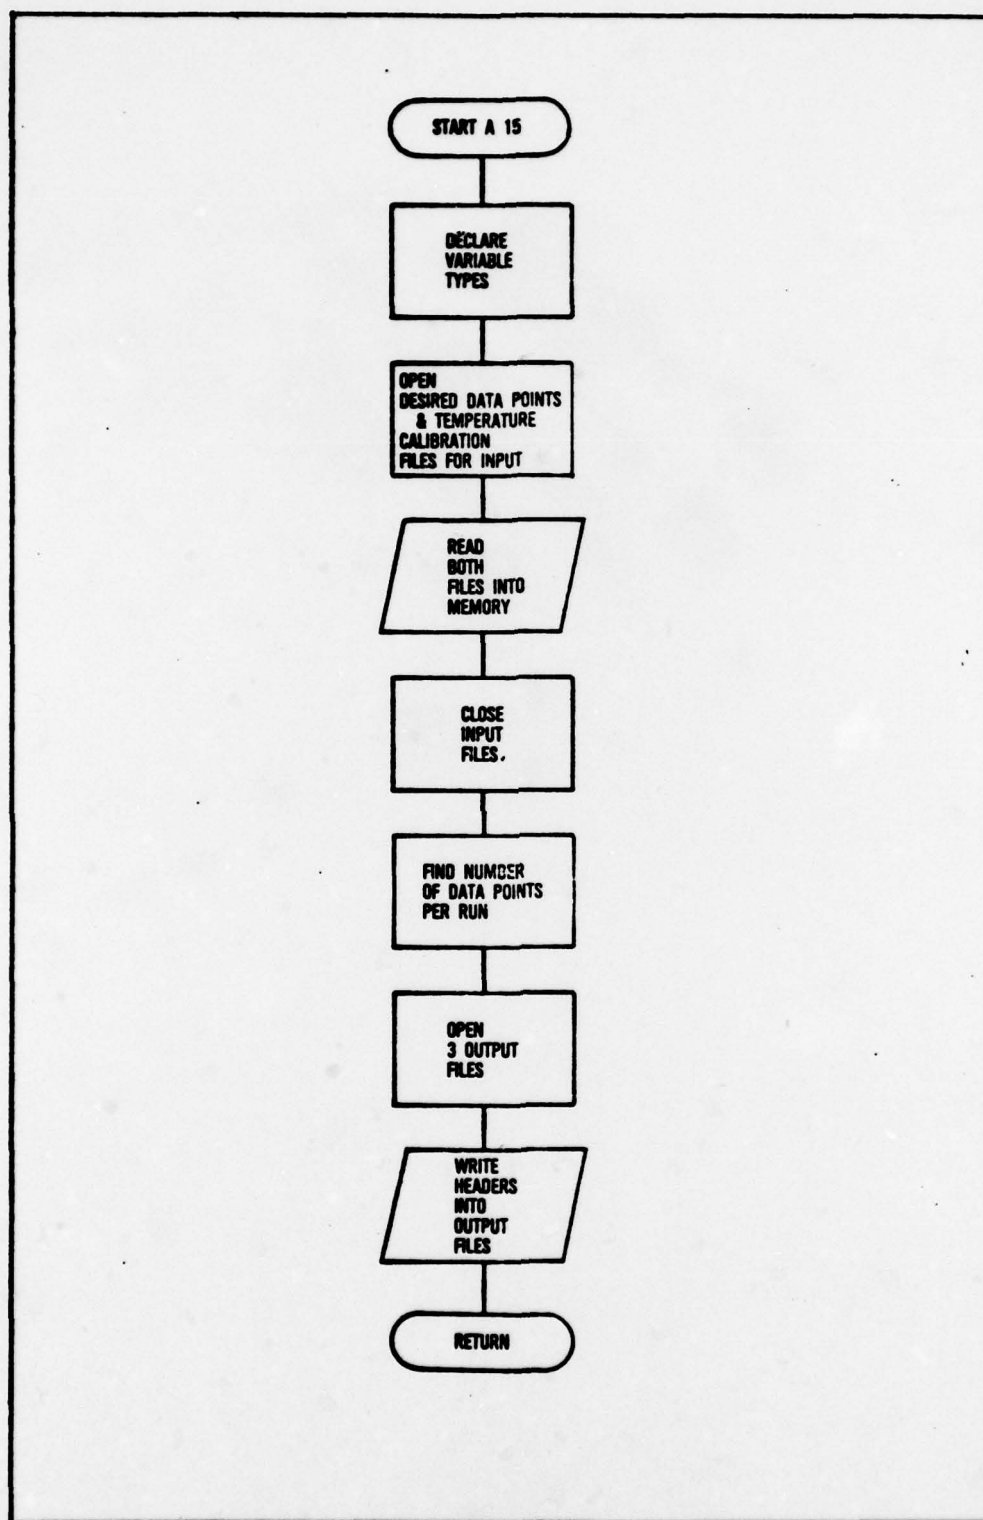 START A 15
DECLARE
VARIABLE
TYPES
OPEN
DESIRED DATA POINTS
& TEMPERATURE
CALIBRATION
FILES FOR INPUT
READ
BOTH
FILES INTO
MEMORY
CLOSE
INPUT
FILES.
FIND NUMBER
OF DATA POINTS
PER RUN
OPEN
3 OUTPUT
FILES
WRITE
HEADERS
INTO
OUTPUT
FILES
RETURN